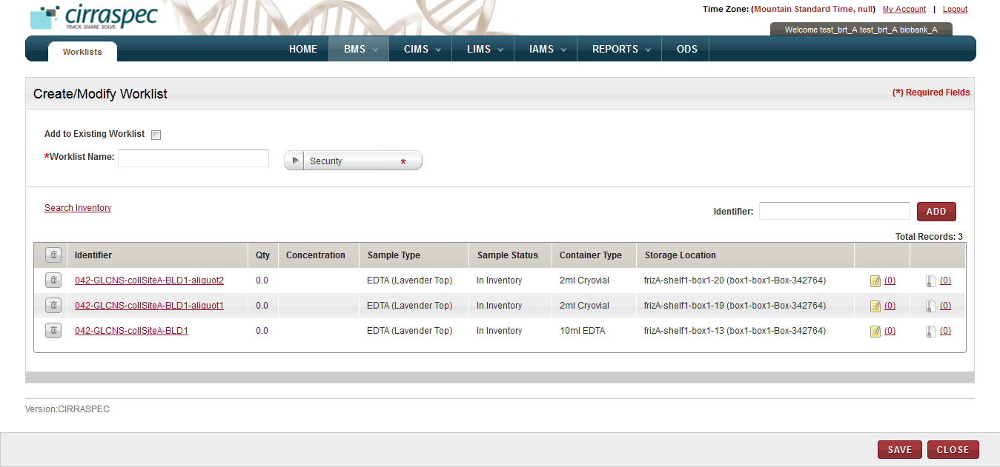 cirraspec
TRACK. SHARE. SOLVE.
Time Zone: (Mountain Standard Time, null) My Account | Logout
Welcome test_brt_A test_brt_A biobank_A
Worklists HOME BMS CIMS LIMS IAMS REPORTS ODS
Create/Modify Worklist (*) Required Fields
Add to Existing Worklist
*Worklist Name: Security *
Search Inventory Identifier: ADD
Total Records: 3
Identifier Qty Concentration Sample Type Sample Status Container Type Storage Location
042-GLCNS-collSiteA-BLD1-aliquot2 0.0 EDTA (Lavender Top) In Inventory 2ml Cryovial frizA-shelf1-box1-20 (box1-box1-Box-342764) (0) (0)
042-GLCNS-collSiteA-BLD1-aliquot1 0.0 EDTA (Lavender Top) In Inventory 2ml Cryovial frizA-shelf1-box1-19 (box1-box1-Box-342764) (0) (0)
042-GLCNS-collSiteA-BLD1 0.0 EDTA (Lavender Top) In Inventory 10ml EDTA frizA-shelf1-box1-13 (box1-box1-Box-342764) (0) (0)
Version:CIRRASPEC
SAVE CLOSE